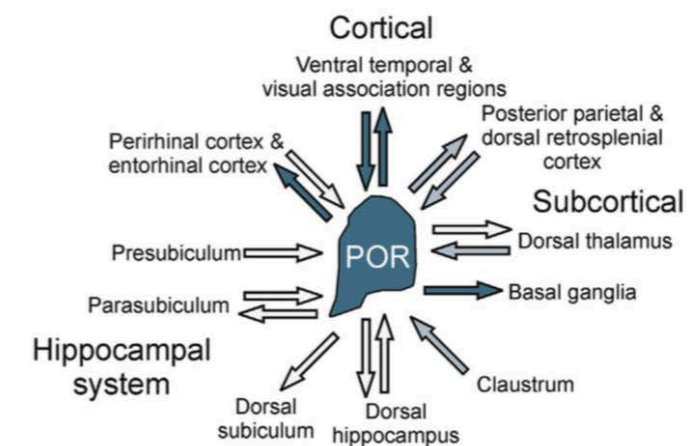 Cortical
Ventral temporal &
visual association regions
Posterior parietal &
dorsal retrosplenial
cortex
Perirhinal cortex &
entorhinal cortex
Subcortical
Dorsal thalamus
Presubiculum
POR
Basal ganglia
Parasubiculum
Hippocampal
system
Claustrum
Dorsal
subiculum
Dorsal
hippocampus